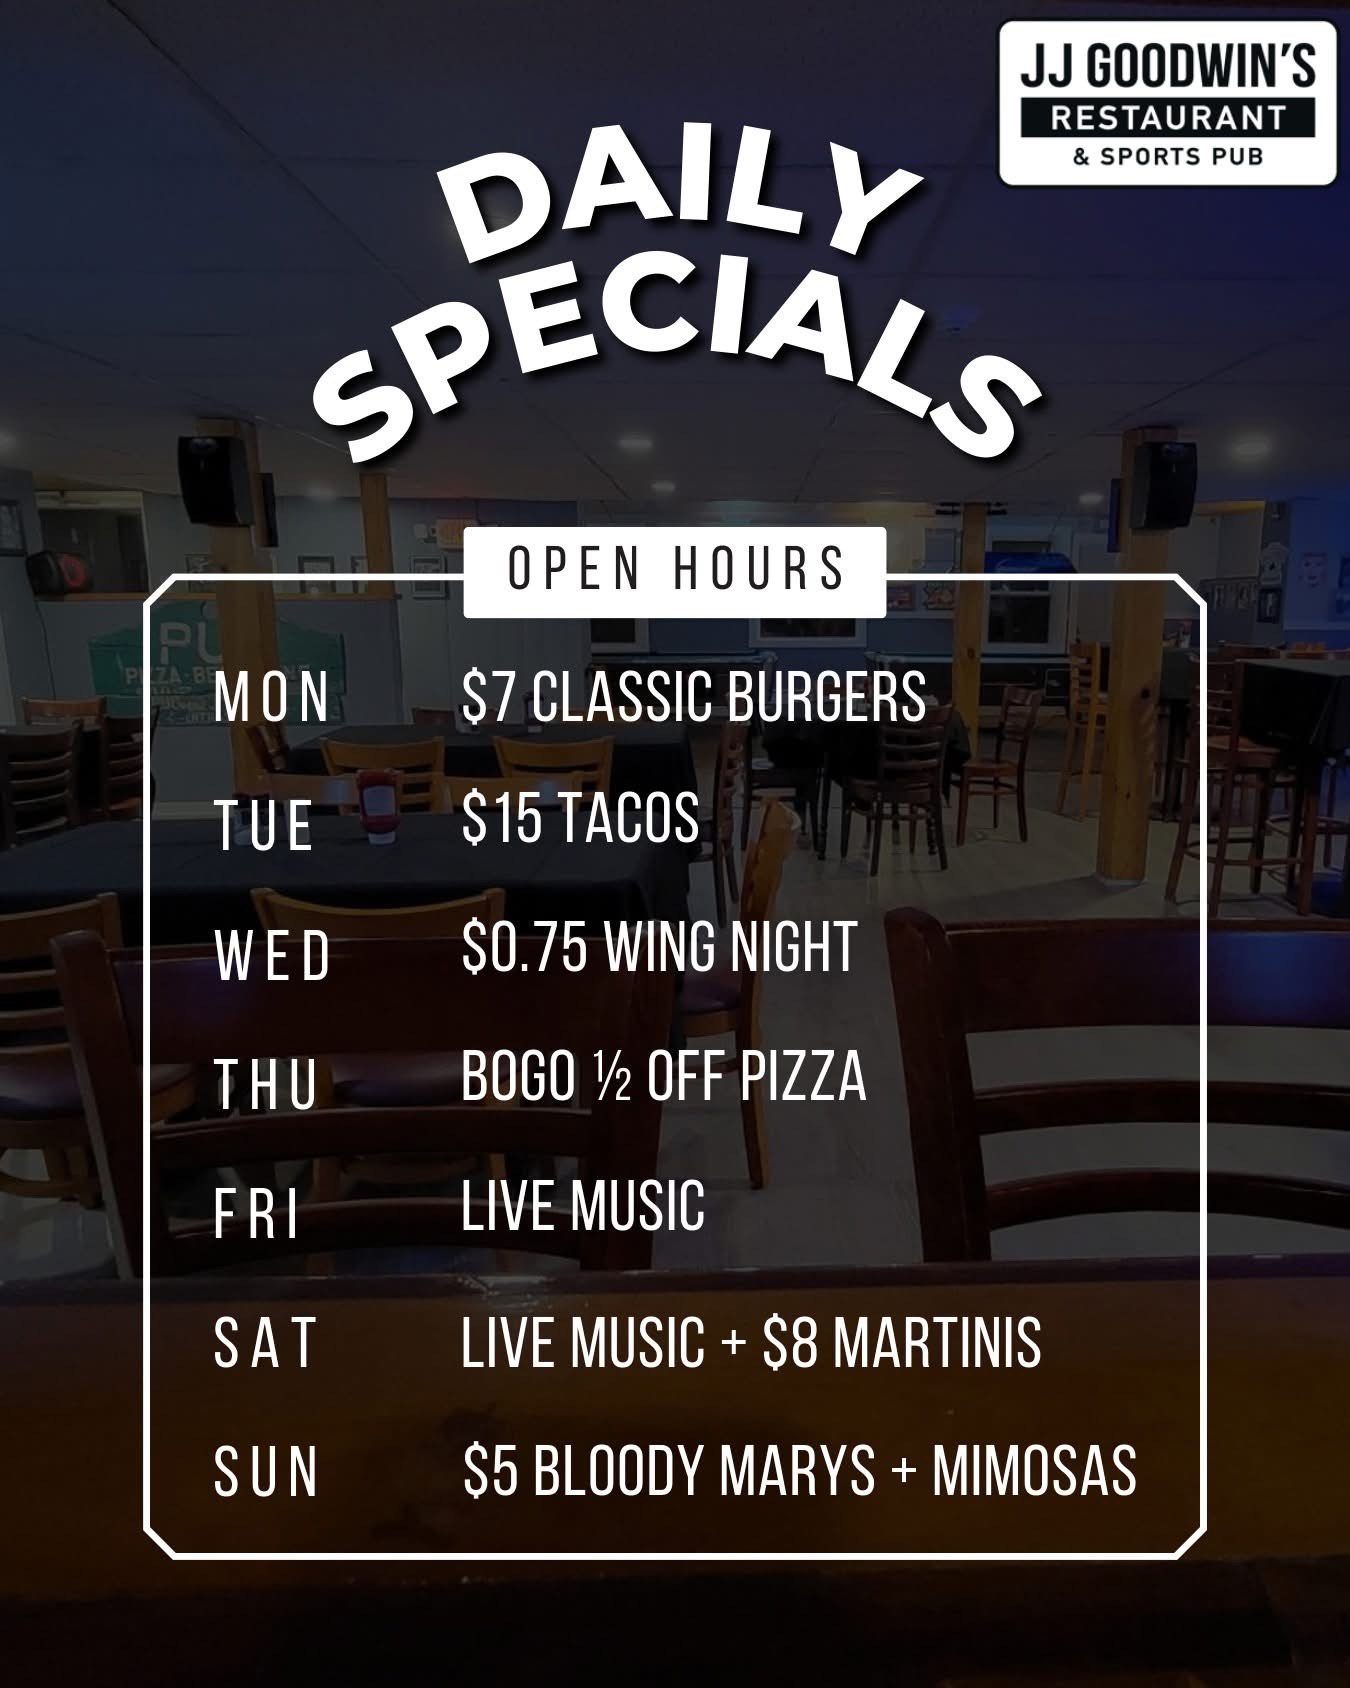 JJ GOODWIN'S
RESTAURANT
& SPORTS PUB
DAILY
SPECIALS
OPEN HOURS
MON $7 CLASSIC BURGERS
TUE $15 TACOS
WED $0.75 WING NIGHT
THU BOGO ½ OFF PIZZA
FRI LIVE MUSIC
SAT LIVE MUSIC + $8 MARTINIS
SUN $5 BLOODY MARYS + MIMOSAS